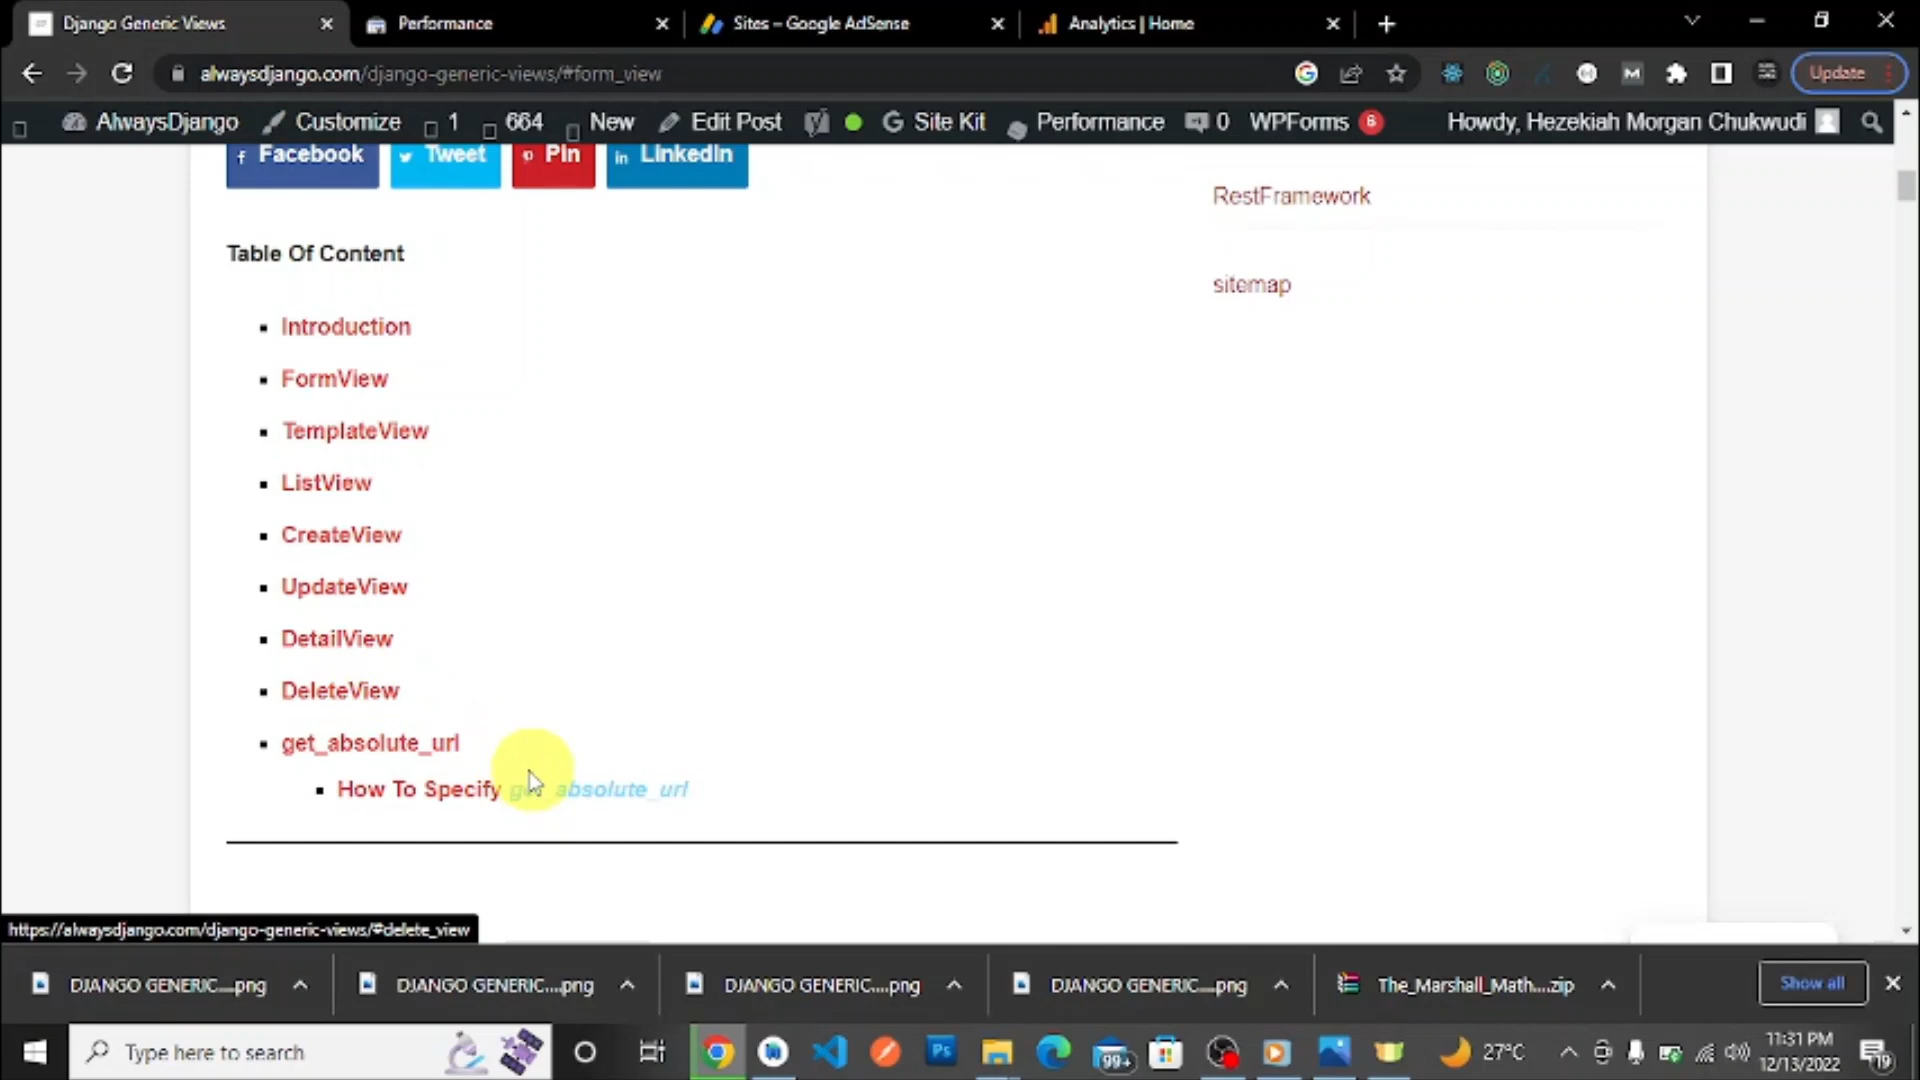 Django Generic Views
Performance
Sites – Google AdSense
Analytics | Home
alwaysdjango.com/django-generic-views/#form_view
Update
AlwaysDjango
Customize
1
664
New
Edit Post
Site Kit
Performance
0
WPForms 6
Howdy, Hezekiah Morgan Chukwudi
Facebook
Tweet
Pin
LinkedIn
RestFramework
Table Of Content
sitemap
Introduction
FormView
TemplateView
ListView
CreateView
UpdateView
DetailView
DeleteView
get_absolute_url
How To Specify get_absolute_url
https://alwaysdjango.com/django-generic-views/#delete_view
DJANGO GENERIC....png
DJANGO GENERIC....png
DJANGO GENERIC....png
DJANGO GENERIC....png
The_Marshall_Math....zip
Show all
Type here to search
Ps
99+
27°C
11:31 PM
12/13/2022
19